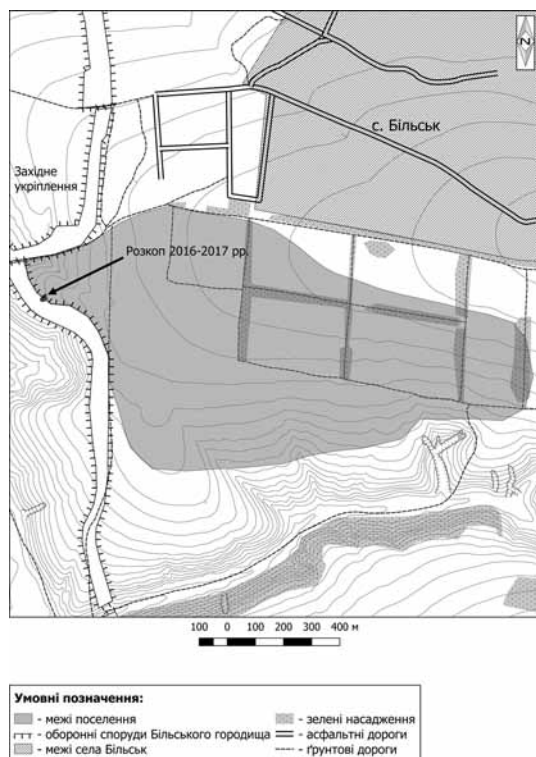 N
с. Більськ
Західне
укріплення
Розкоп 2016-2017 рр.
100 0 100 200 300 400 м
Умовні позначення:
- межі поселення
- оборонні споруди Більського городища
- межі села Більськ
- зелені насадження
- асфальтні дороги
- ґрунтові дороги